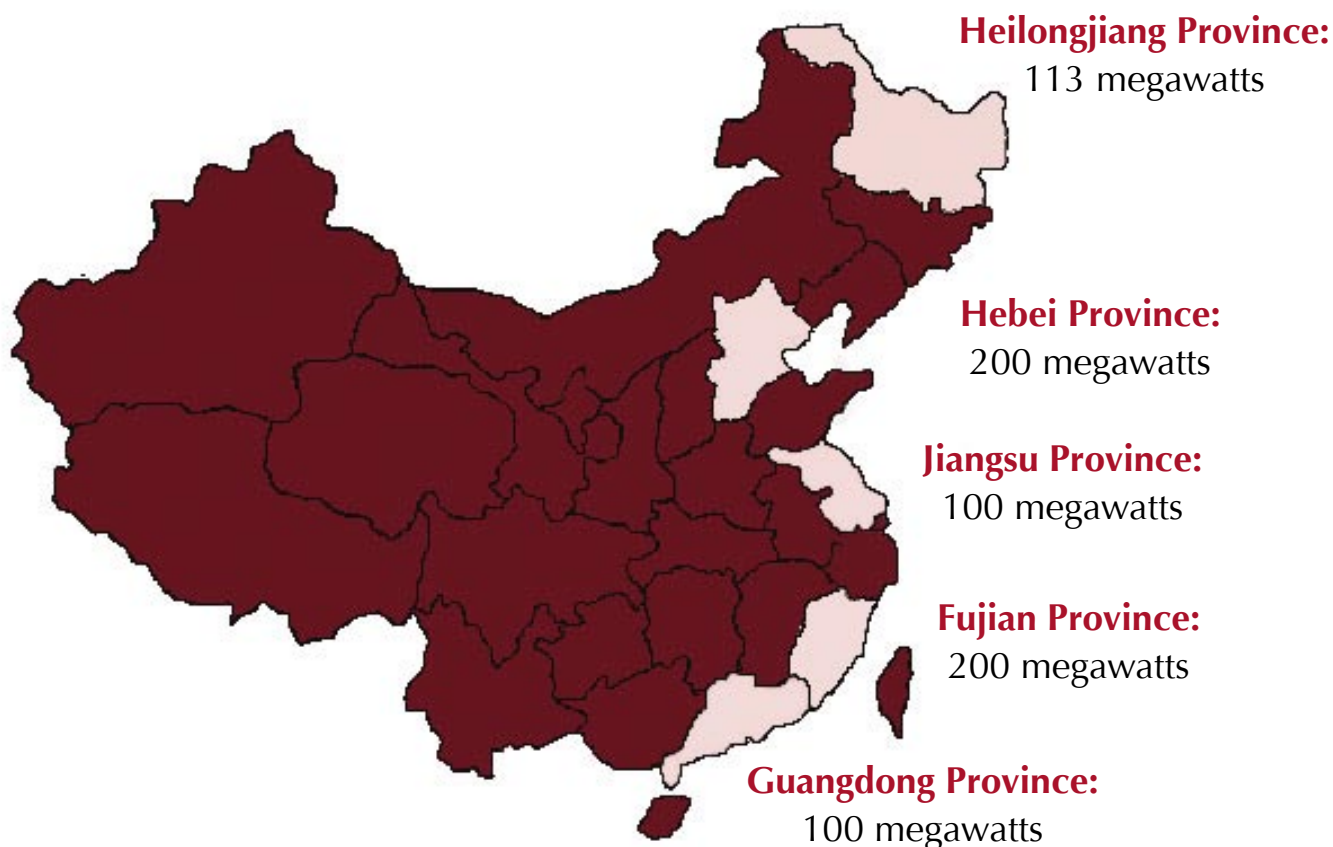 Heilongjiang Province:
113 megawatts
Hebei Province:
200 megawatts
Jiangsu Province:
100 megawatts
Fujian Province:
200 megawatts
Guangdong Province:
100 megawatts